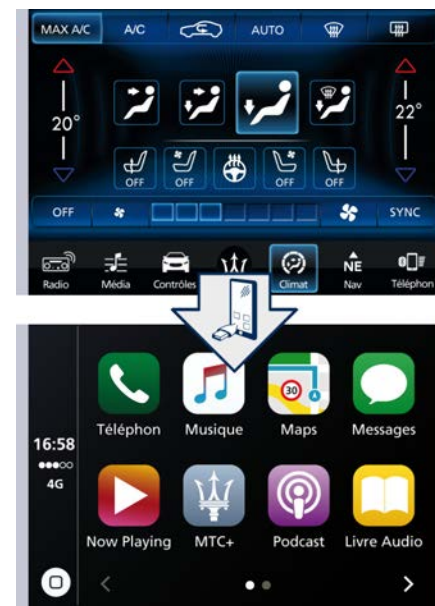 MAX A/C A/C AUTO
20° 22°
OFF OFF OFF OFF
OFF SYNC
Radio Média Contrôles Climat NE Nav Téléphon
30
Téléphon Musique Maps Messages
16:58
4G
Now Playing MTC+ Podcast Livre Audio